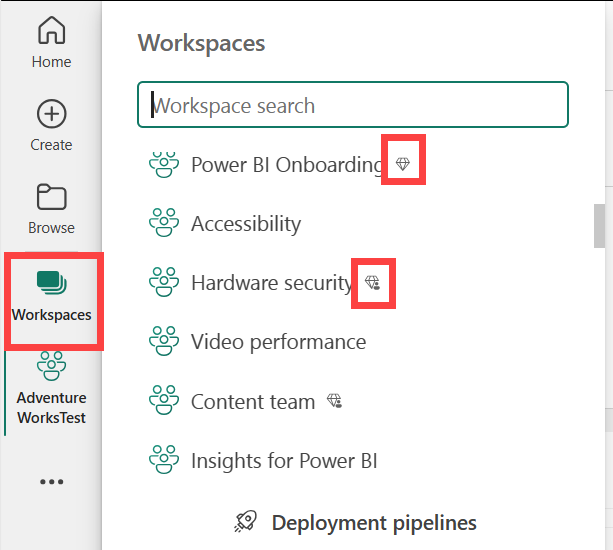 Home
Create
Browse
Workspaces
Adventure
WorksTest
Workspaces
Workspace search
Power BI Onboarding
Accessibility
Hardware security
Video performance
Content team
Insights for Power BI
Deployment pipelines